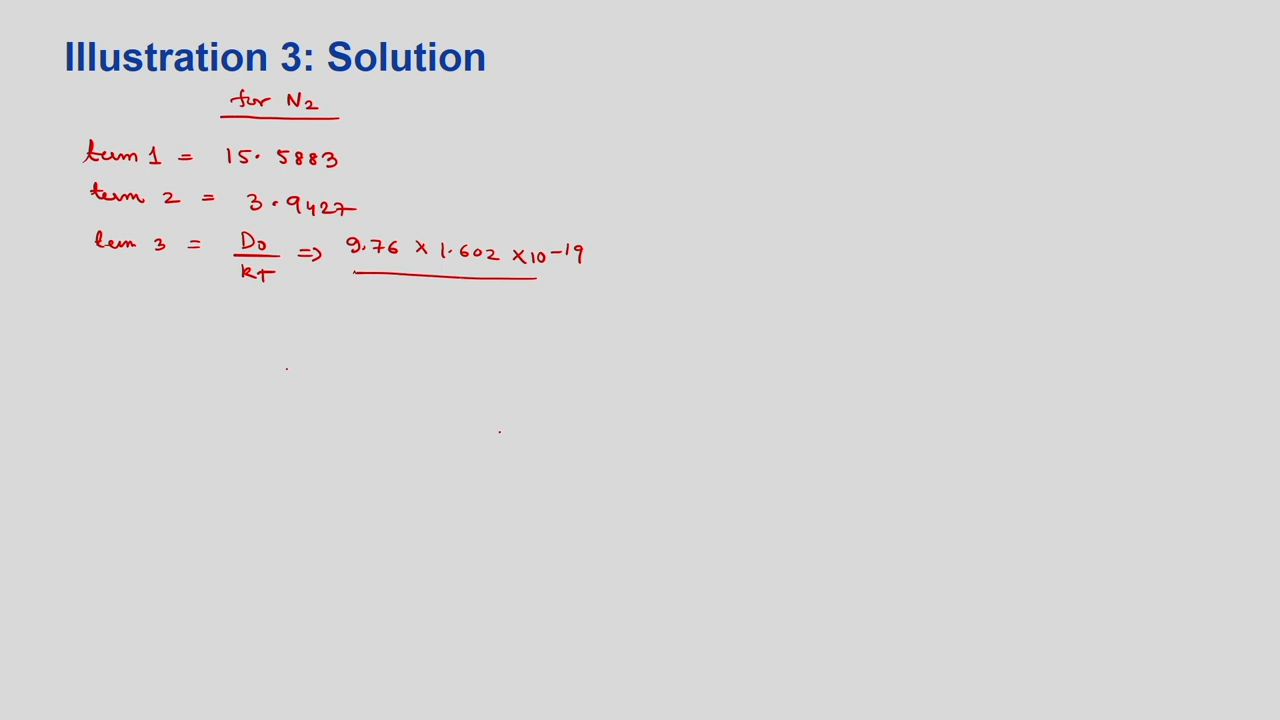 Illustration 3: Solution
for N2
term 1 = 15.5883
term 2 = 3.9427
term 3 = D0/kT => 9.76 × 1.602 × 10^-19